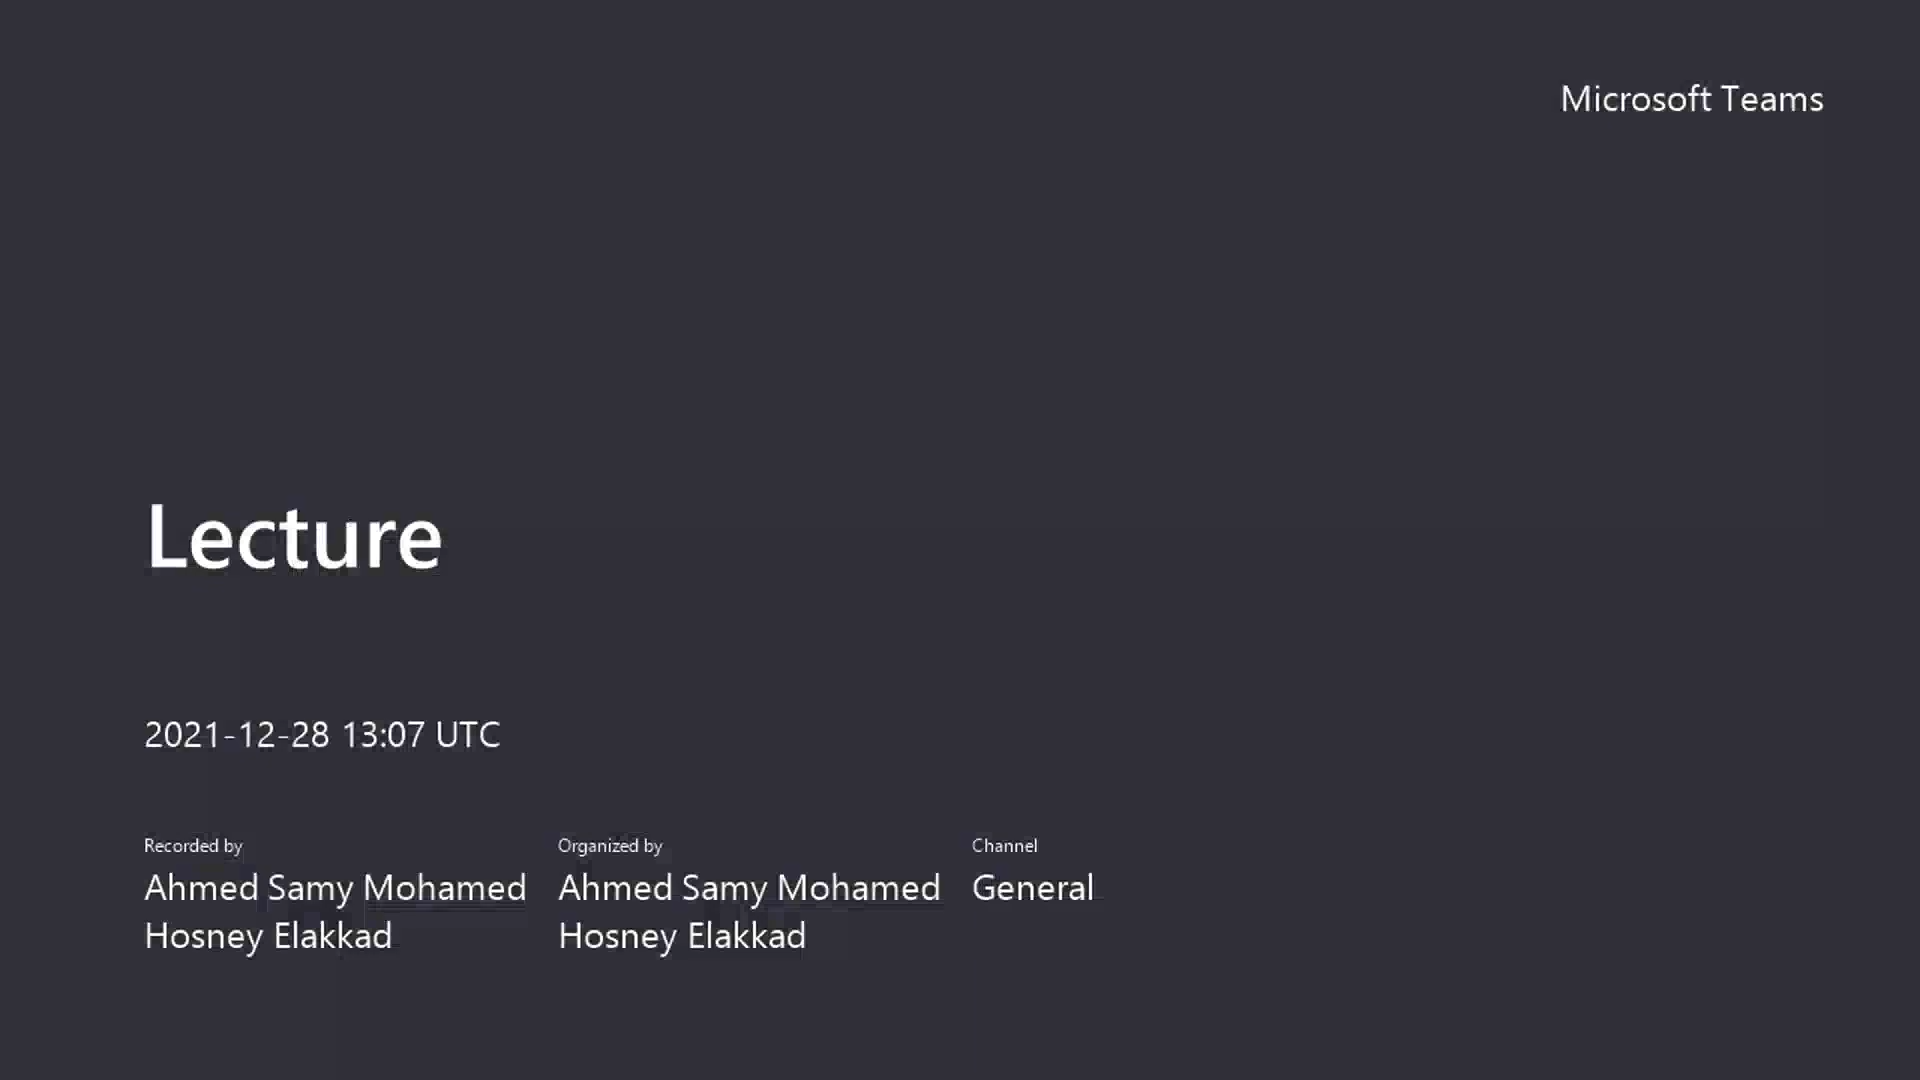 Microsoft Teams
Lecture
2021-12-28 13:07 UTC
Recorded by
Ahmed Samy Mohamed
Hosney Elakkad
Organized by
Ahmed Samy Mohamed
Hosney Elakkad
Channel
General